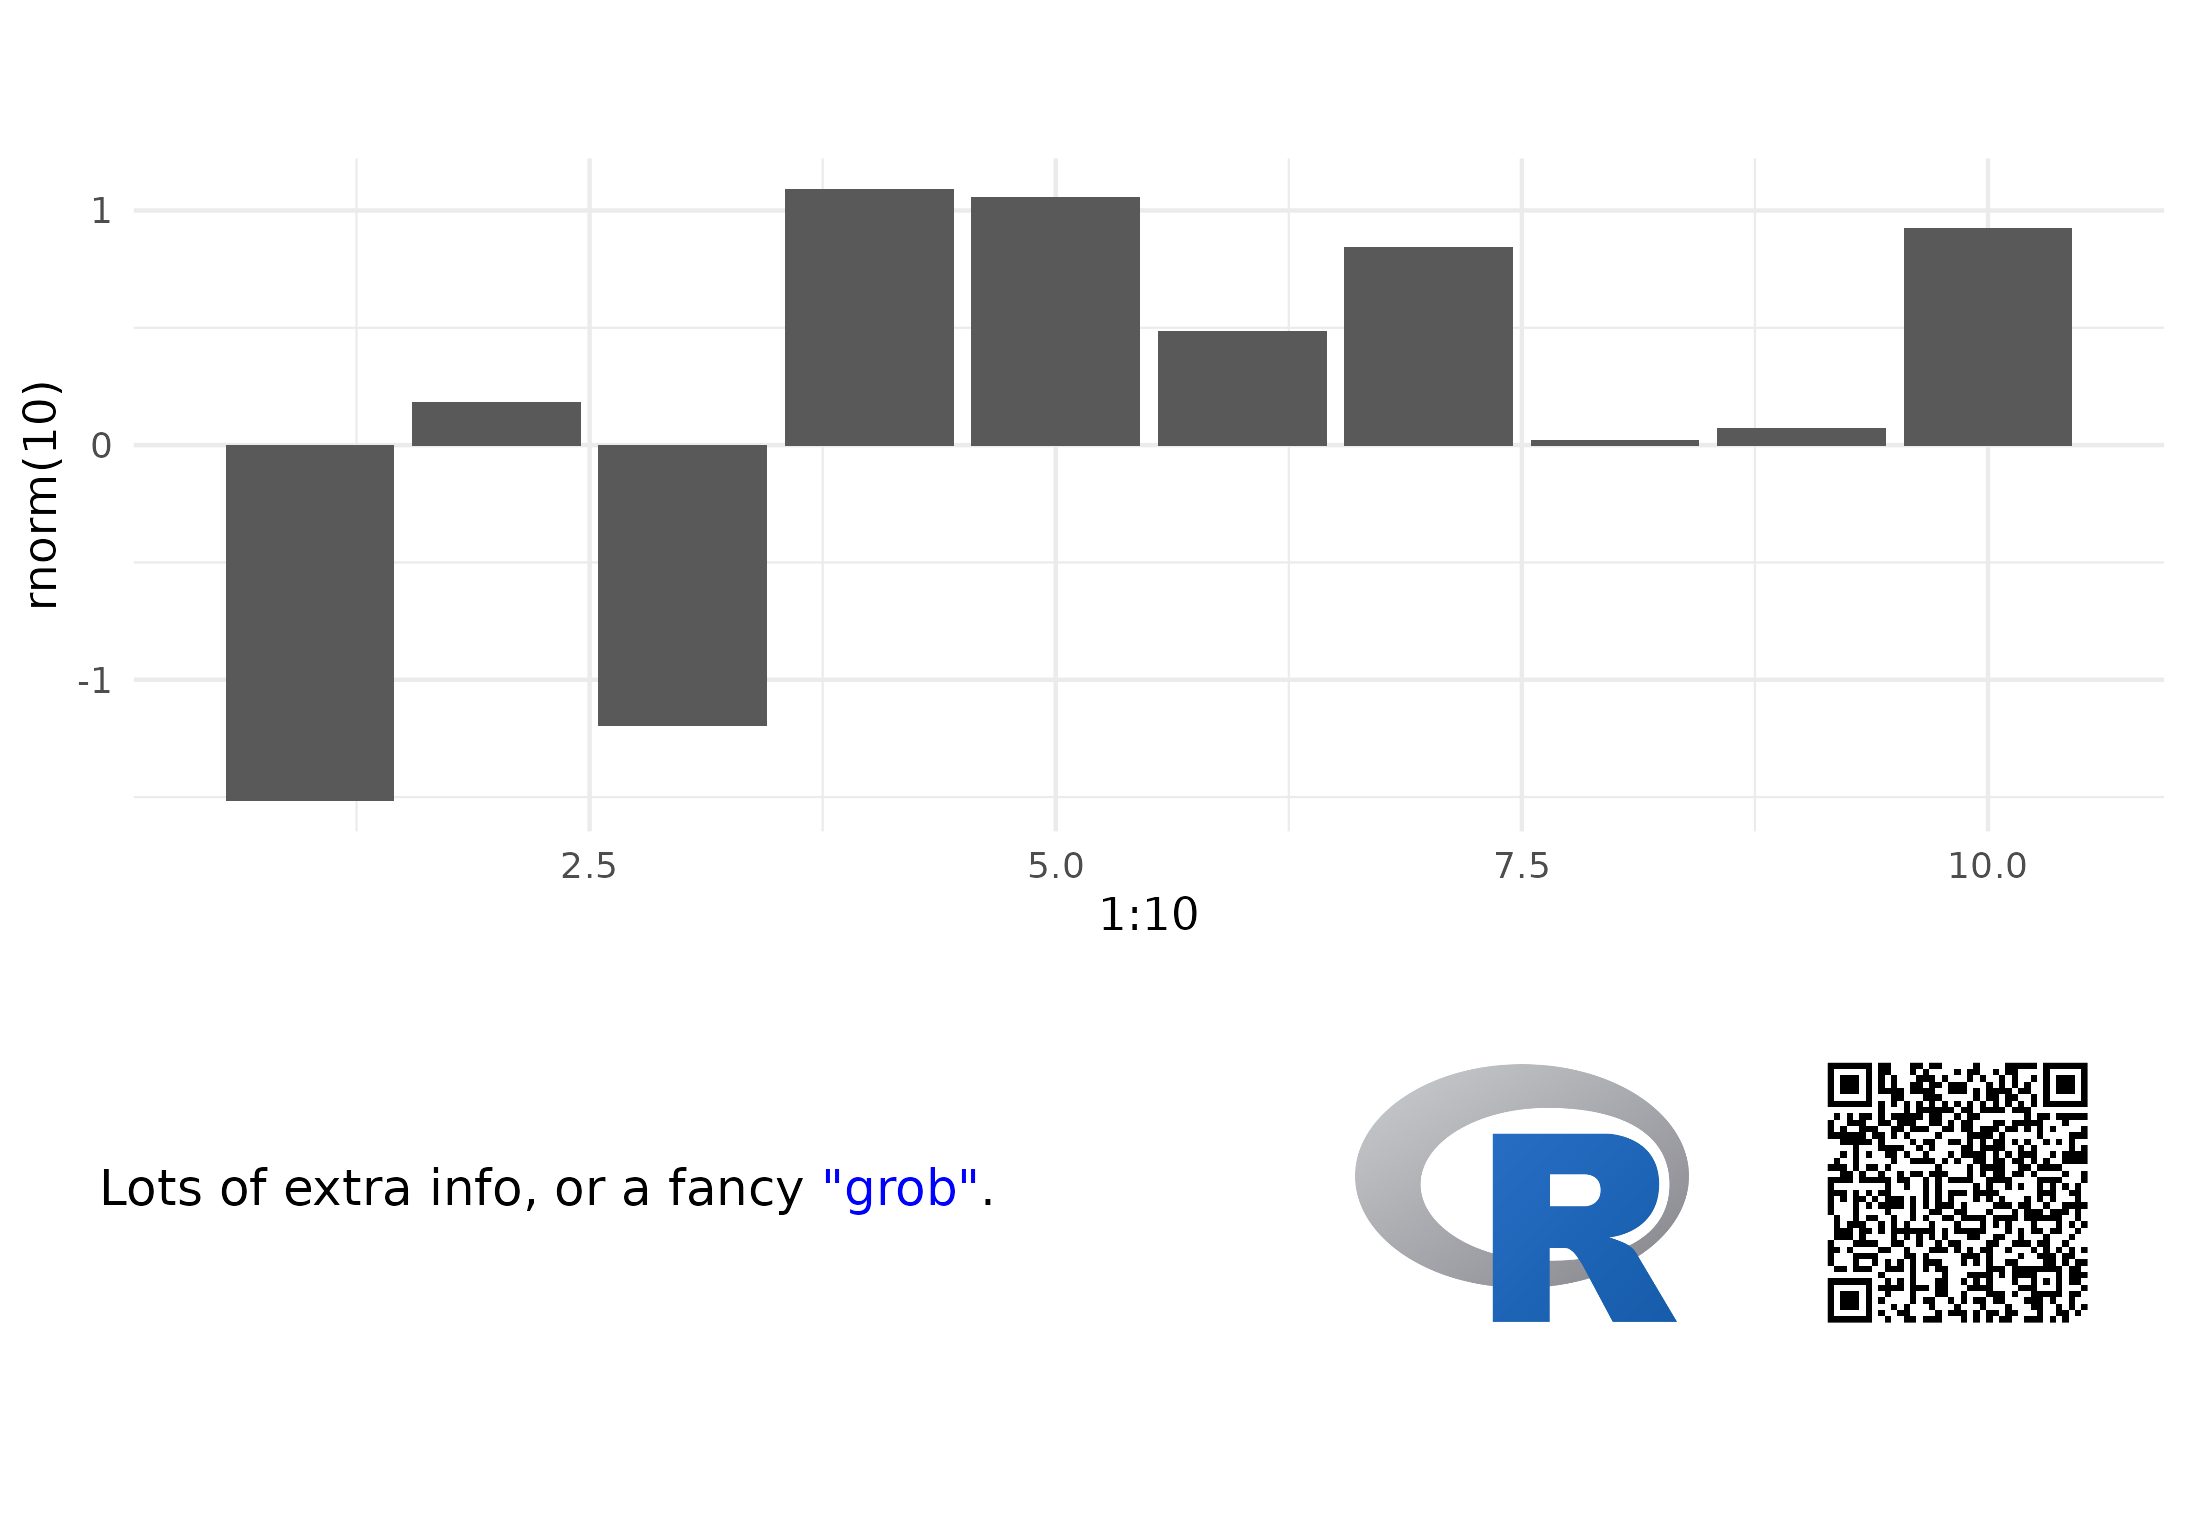 1
0
-1
rnorm(10)
2.5 5.0 7.5 10.0
1:10
Lots of extra info, or a fancy "grob".
R